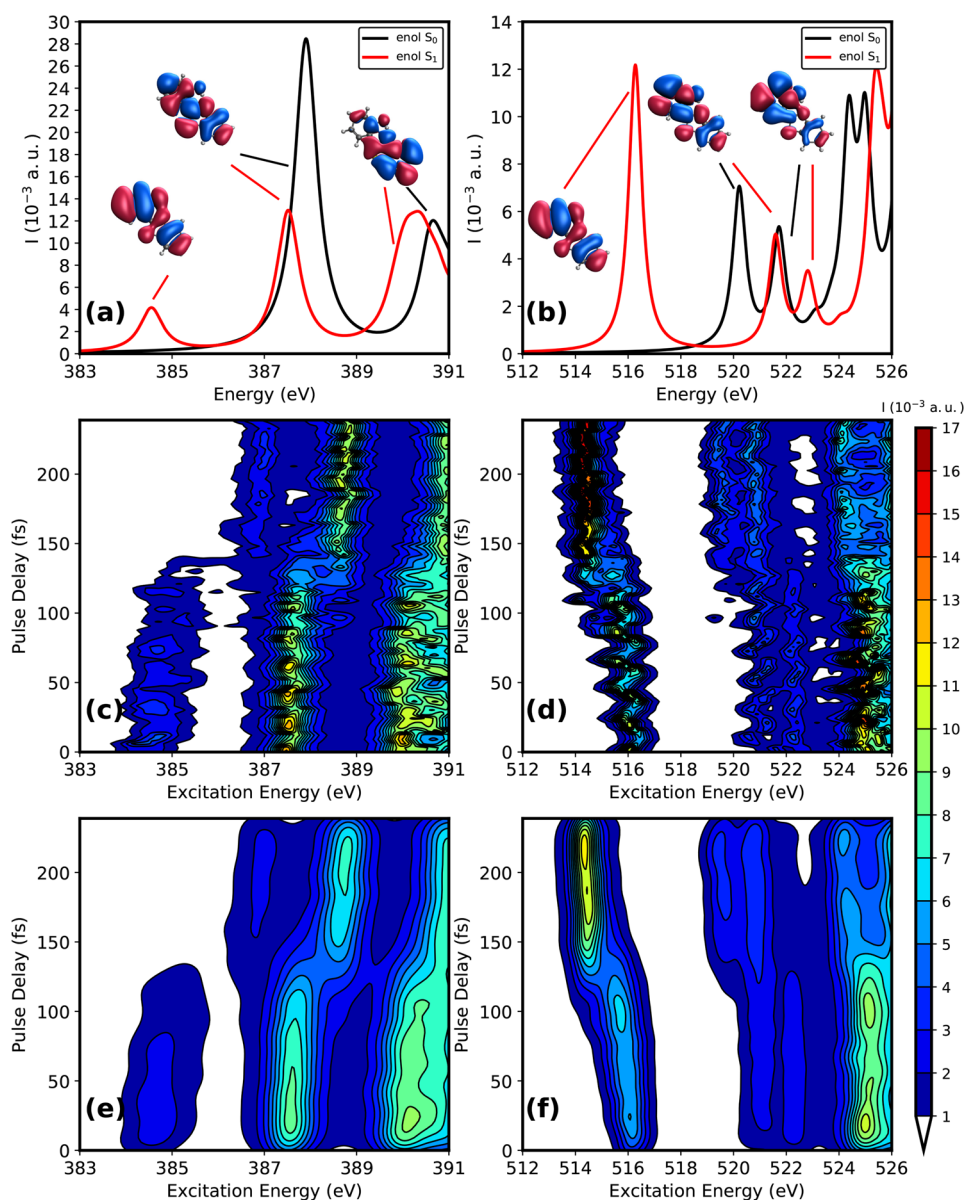 30
28
26
24
22
20
18
16
14
12
10
8
6
4
2
0
I (10⁻³ a. u.)
enol S₀
enol S₁
(a)
383 385 387 389 391
Energy (eV)
14
12
10
8
6
4
2
0
I (10⁻³ a. u.)
enol S₀
enol S₁
(b)
512 514 516 518 520 522 524 526
Energy (eV)
200
150
100
50
0
Pulse Delay (fs)
(c)
383 385 387 389 391
Excitation Energy (eV)
200
150
100
50
0
Pulse Delay (fs)
(d)
512 514 516 518 520 522 524 526
Excitation Energy (eV)
I (10⁻³ a. u.)
17
16
15
14
13
12
11
10
9
8
7
6
5
4
3
2
1
200
150
100
50
0
Pulse Delay (fs)
(e)
383 385 387 389 391
Excitation Energy (eV)
200
150
100
50
0
Pulse Delay (fs)
(f)
512 514 516 518 520 522 524 526
Excitation Energy (eV)